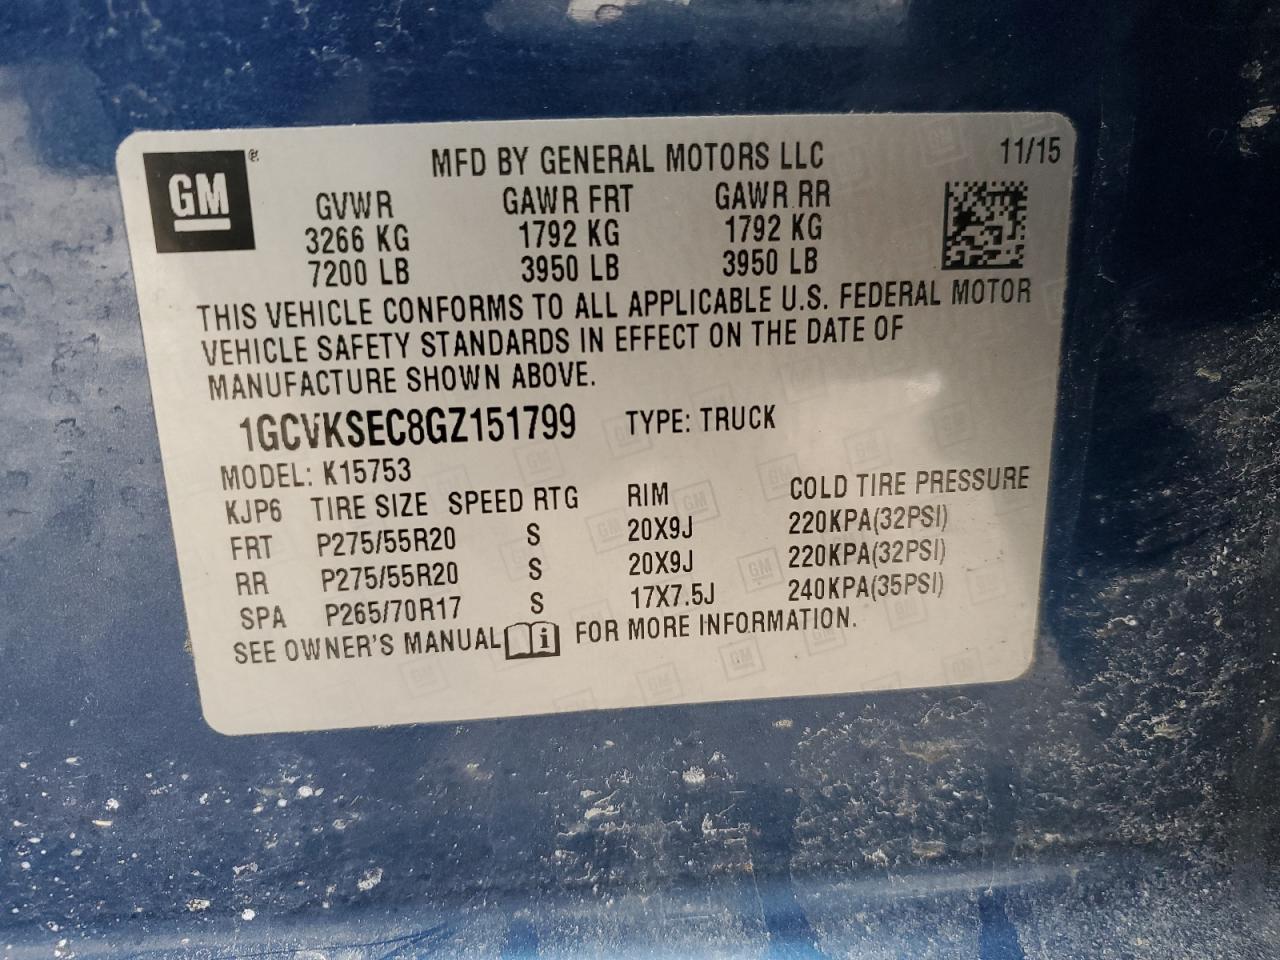 GM ® MFD BY GENERAL MOTORS LLC 11/15
GVWR GAWR FRT GAWR RR
3266 KG 1792 KG 1792 KG
7200 LB 3950 LB 3950 LB
THIS VEHICLE CONFORMS TO ALL APPLICABLE U.S. FEDERAL MOTOR
VEHICLE SAFETY STANDARDS IN EFFECT ON THE DATE OF
MANUFACTURE SHOWN ABOVE.
1GCVKSEC8GZ151799 TYPE: TRUCK
MODEL: K15753
KJP6 TIRE SIZE SPEED RTG RIM COLD TIRE PRESSURE
FRT P275/55R20 S 20X9J 220KPA(32PSI)
RR P275/55R20 S 20X9J 220KPA(32PSI)
SPA P265/70R17 S 17X7.5J 240KPA(35PSI)
SEE OWNER'S MANUAL FOR MORE INFORMATION.